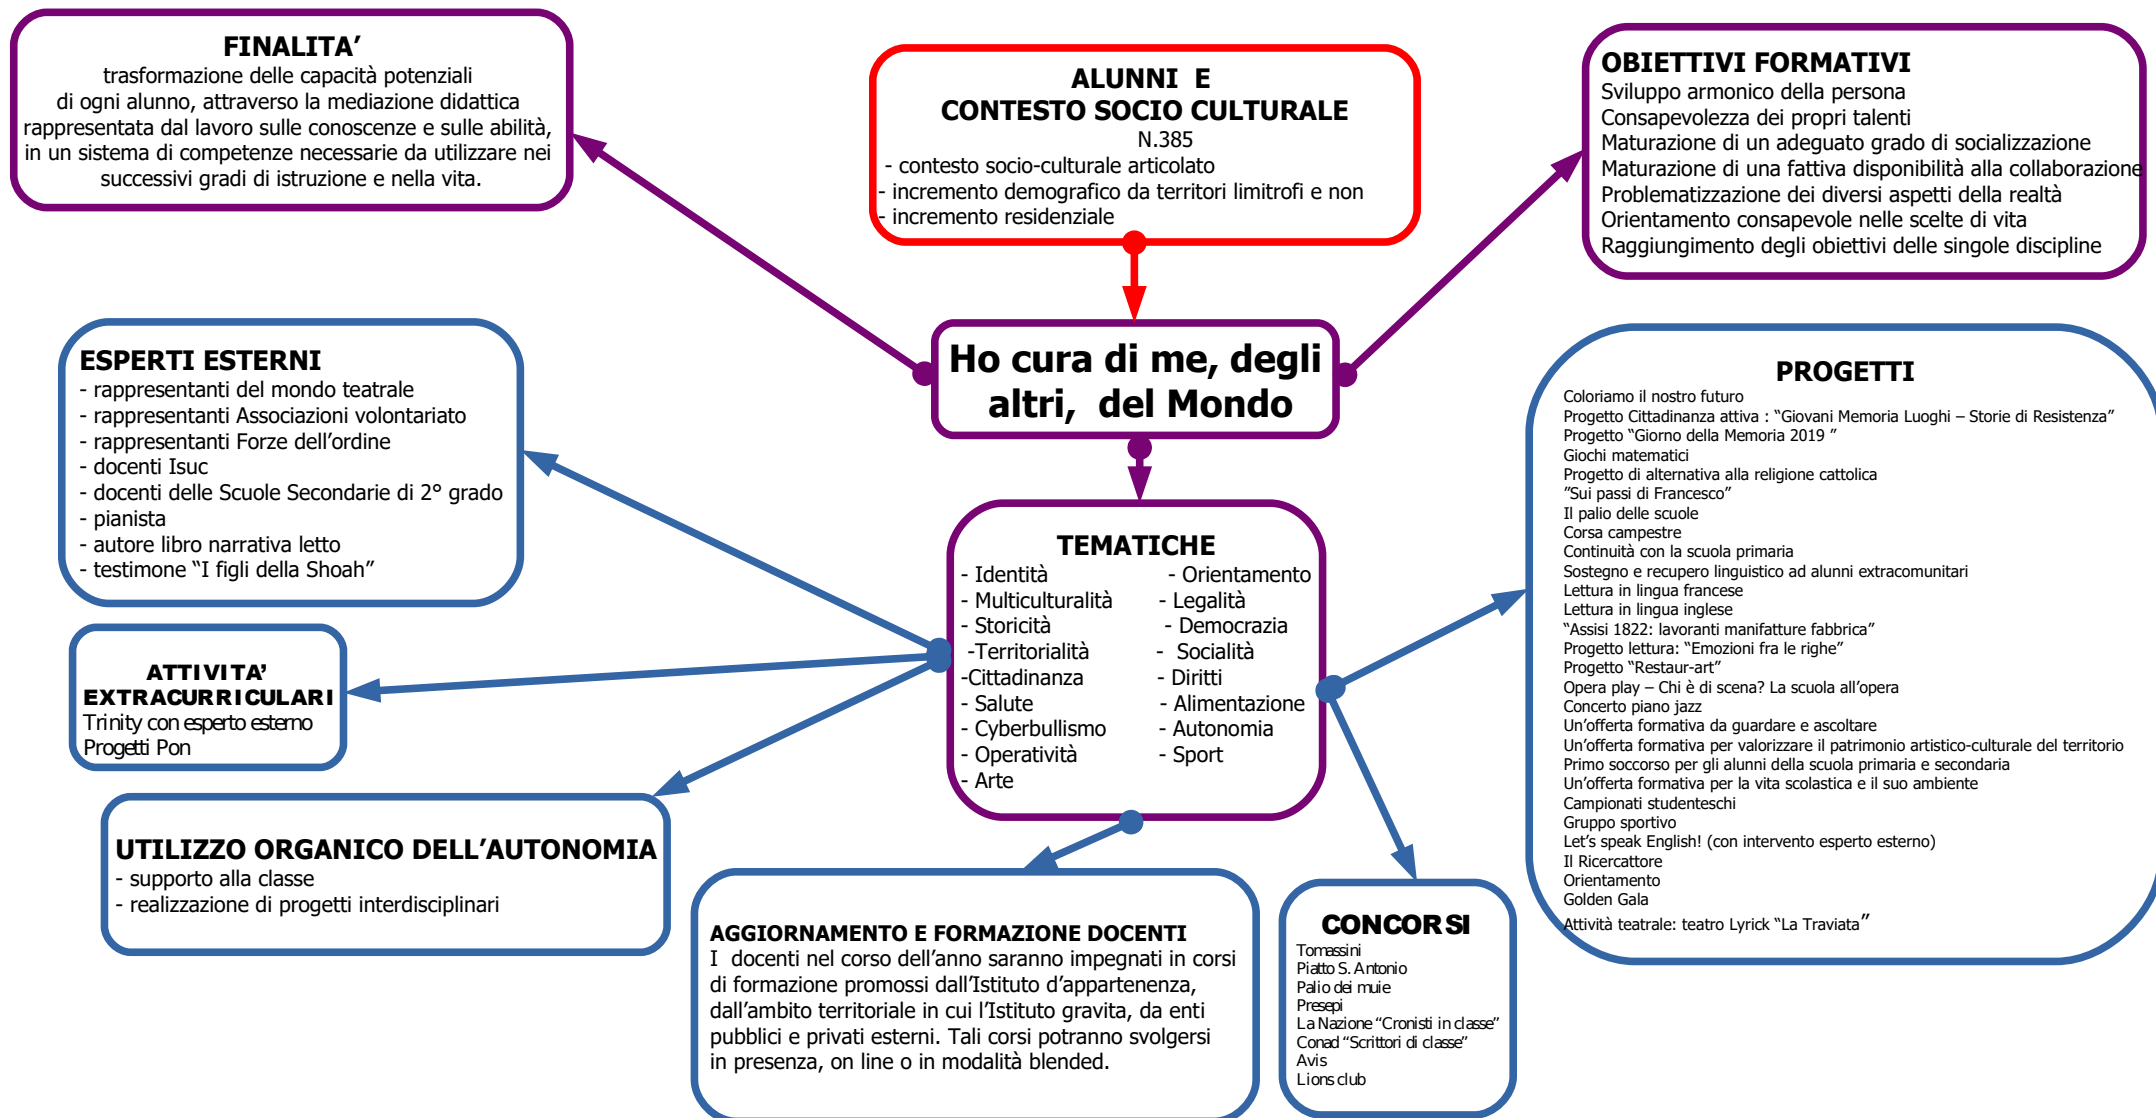 FINALITA’
trasformazione delle capacità potenziali
di ogni alunno, attraverso la mediazione didattica
rappresentata dal lavoro sulle conoscenze e sulle abilità,
in un sistema di competenze necessarie da utilizzare nei
successivi gradi di istruzione e nella vita.
ALUNNI E
CONTESTO SOCIO CULTURALE
N.385
- contesto socio-culturale articolato
- incremento demografico da territori limitrofi e non
- incremento residenziale
OBIETTIVI FORMATIVI
Sviluppo armonico della persona
Consapevolezza dei propri talenti
Maturazione di un adeguato grado di socializzazione
Maturazione di una fattiva disponibilità alla collaborazione
Problematizzazione dei diversi aspetti della realtà
Orientamento consapevole nelle scelte di vita
Raggiungimento degli obiettivi delle singole discipline
Ho cura di me, degli
altri, del Mondo
ESPERTI ESTERNI
- rappresentanti del mondo teatrale
- rappresentanti Associazioni volontariato
- rappresentanti Forze dell’ordine
- docenti Isuc
- docenti delle Scuole Secondarie di 2° grado
- pianista
- autore libro narrativa letto
- testimone “I figli della Shoah”
PROGETTI
Coloriamo il nostro futuro
Progetto Cittadinanza attiva : “Giovani Memoria Luoghi – Storie di Resistenza”
Progetto “Giorno della Memoria 2019 ”
Giochi matematici
Progetto di alternativa alla religione cattolica
”Sui passi di Francesco”
Il palio delle scuole
Corsa campestre
Continuità con la scuola primaria
Sostegno e recupero linguistico ad alunni extracomunitari
Lettura in lingua francese
Lettura in lingua inglese
“Assisi 1822: lavoranti manifatture fabbrica”
Progetto lettura: “Emozioni fra le righe”
Progetto “Restaur-art”
Opera play – Chi è di scena? La scuola all’opera
Concerto piano jazz
Un’offerta formativa da guardare e ascoltare
Un’offerta formativa per valorizzare il patrimonio artistico-culturale del territorio
Primo soccorso per gli alunni della scuola primaria e secondaria
Un’offerta formativa per la vita scolastica e il suo ambiente
Campionati studenteschi
Gruppo sportivo
Let’s speak English! (con intervento esperto esterno)
Il Ricercattore
Orientamento
Golden Gala
Attività teatrale: teatro Lyrick “La Traviata”
TEMATICHE
- Identità - Orientamento
- Multiculturalità - Legalità
- Storicità - Democrazia
-Territorialità - Socialità
-Cittadinanza - Diritti
- Salute - Alimentazione
- Cyberbullismo - Autonomia
- Operatività - Sport
- Arte
ATTIVITA’
EXTRACURRICULARI
Trinity con esperto esterno
Progetti Pon
UTILIZZO ORGANICO DELL’AUTONOMIA
- supporto alla classe
- realizzazione di progetti interdisciplinari
AGGIORNAMENTO E FORMAZIONE DOCENTI
I docenti nel corso dell’anno saranno impegnati in corsi
di formazione promossi dall’Istituto d’appartenenza,
dall’ambito territoriale in cui l’Istituto gravita, da enti
pubblici e privati esterni. Tali corsi potranno svolgersi
in presenza, on line o in modalità blended.
CONCORSI
Tomassini
Piatto S. Antonio
Palio dei muie
Presepi
La Nazione “Cronisti in classe”
Conad “Scrittori di classe”
Avis
Lions club